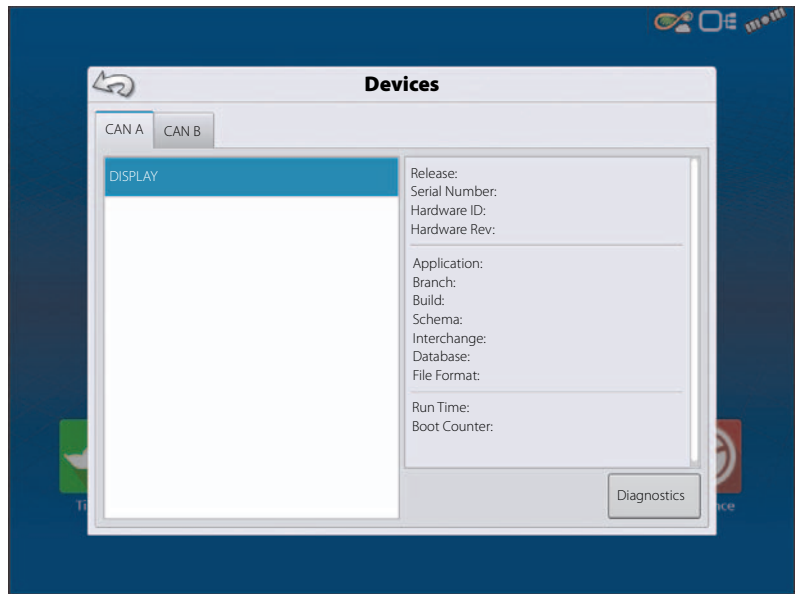 Devices
CAN A
CAN B
DISPLAY
Release:
Serial Number:
Hardware ID:
Hardware Rev:
Application:
Branch:
Build:
Schema:
Interchange:
Database:
File Format:
Run Time:
Boot Counter:
Diagnostics